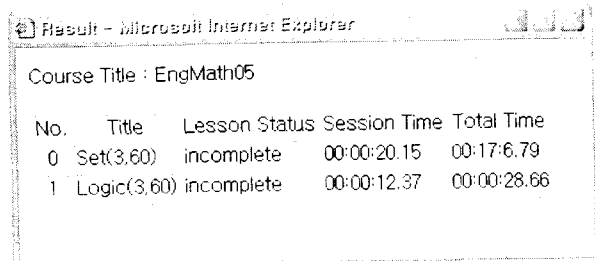 Result - Microsoft Internet Explorer
Course Title : EngMath05
No. Title Lesson Status Session Time Total Time
0 Set(3,60) incomplete 00:00:20.15 00:17:6.79
1 Logic(3,60) incomplete 00:00:12.37 00:00:28.66